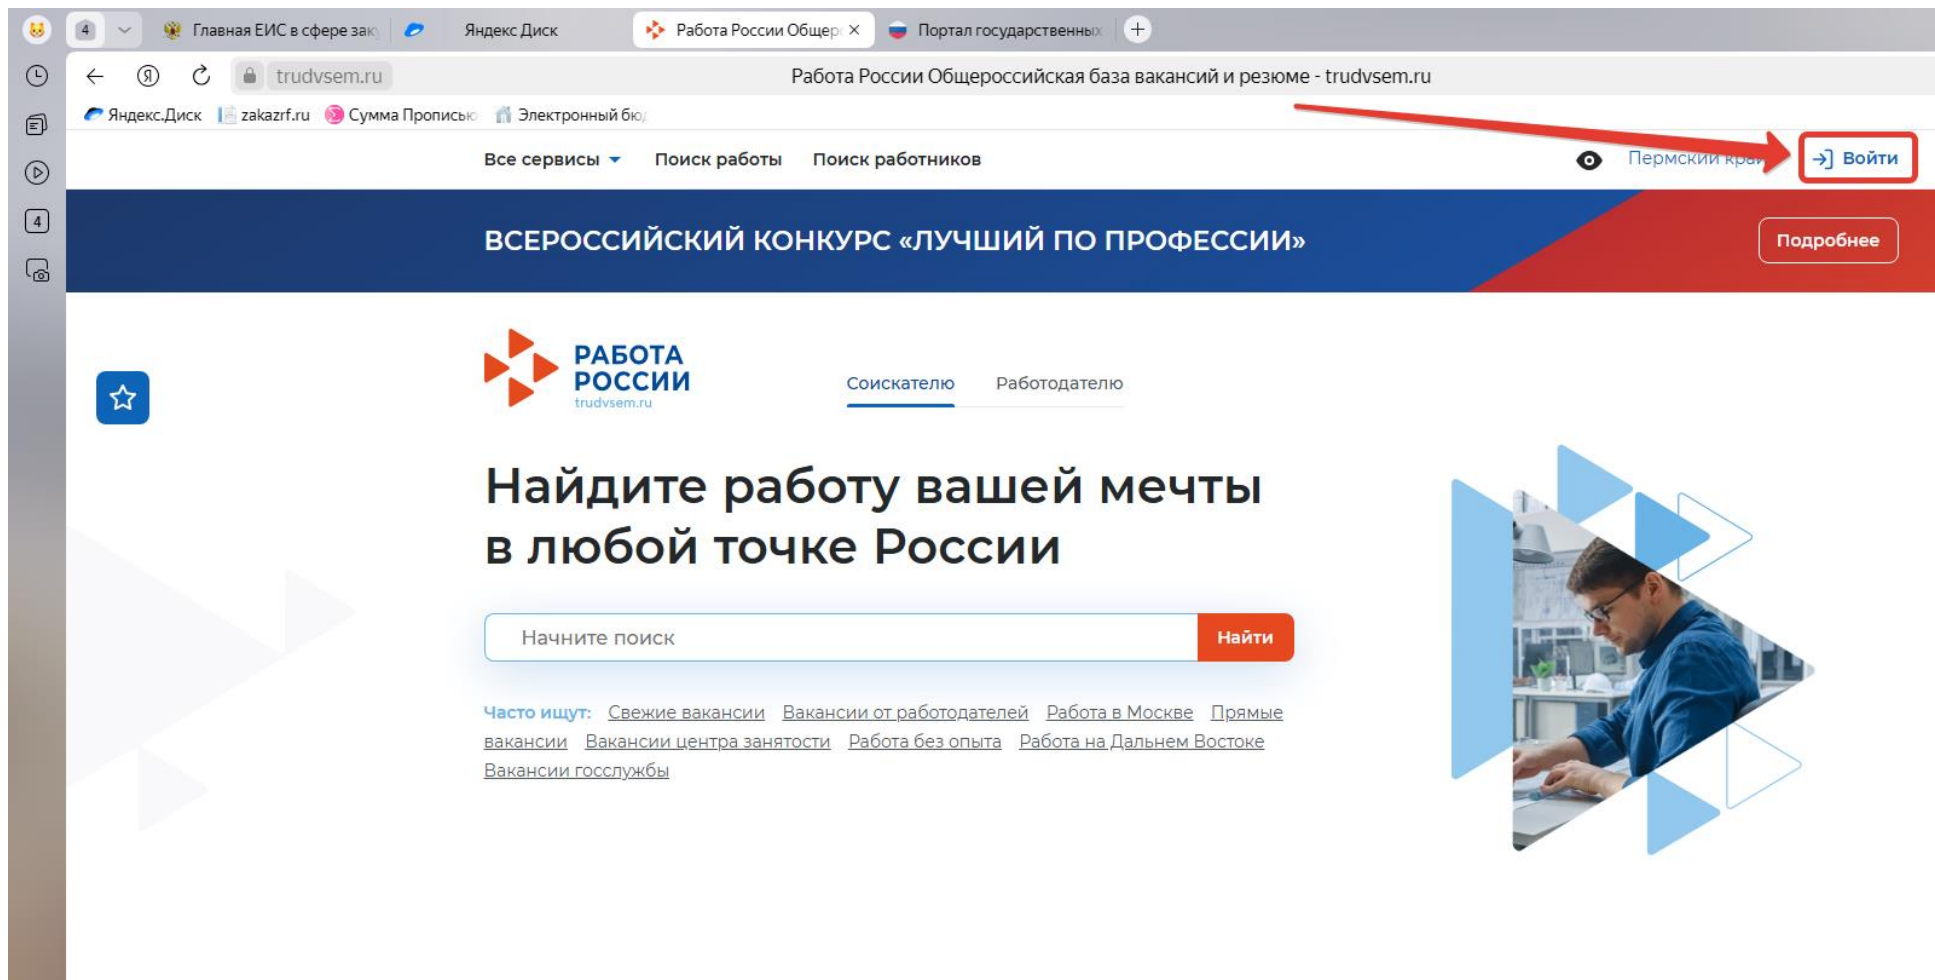 4 Главная ЕИС в сфере зак Яндекс Диск Работа России Общер Портал государственных
trudvsem.ru Работа России Общероссийская база вакансий и резюме - trudvsem.ru
Яндекс.Диск zakazrf.ru Сумма Прописью Электронный бюд
Все сервисы Поиск работы Поиск работников Пермский край Войти
4
ВСЕРОССИЙСКИЙ КОНКУРС «ЛУЧШИЙ ПО ПРОФЕССИИ» Подробнее
РАБОТА
РОССИИ
trudvsem.ru
Соискателю Работодателю
Найдите работу вашей мечты
в любой точке России
Начните поиск Найти
Часто ищут: Свежие вакансии Вакансии от работодателей Работа в Москве Прямые
вакансии Вакансии центра занятости Работа без опыта Работа на Дальнем Востоке
Вакансии госслужбы